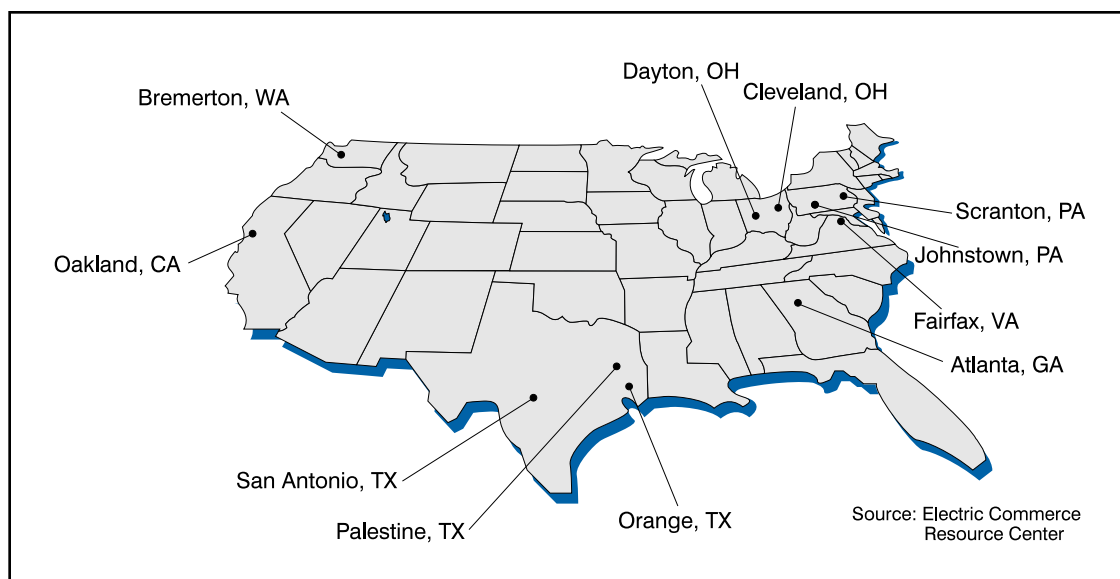 Dayton, OH
Cleveland, OH
Bremerton, WA
Scranton, PA
Johnstown, PA
Oakland, CA
Fairfax, VA
Atlanta, GA
San Antonio, TX
Palestine, TX
Orange, TX
Source: Electric Commerce
Resource Center